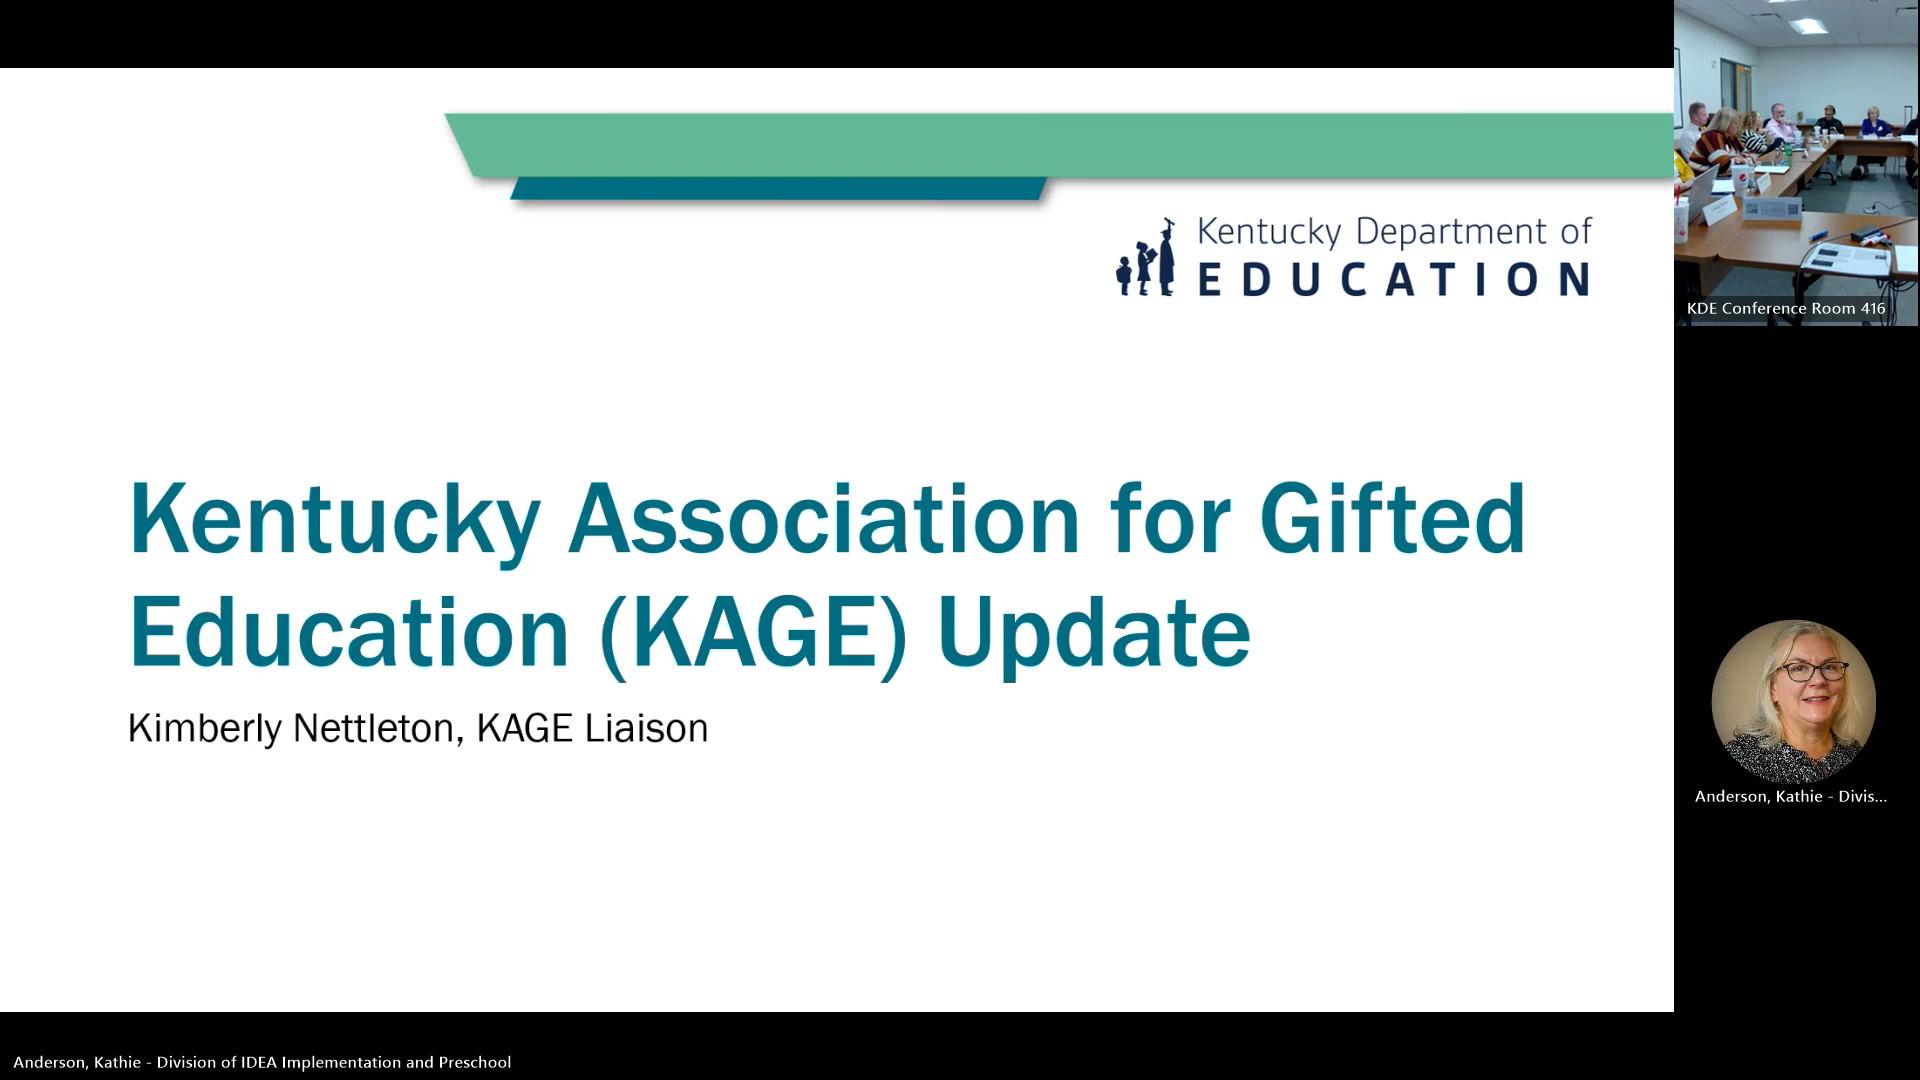 Kentucky Department of
EDUCATION
Kentucky Association for Gifted
Education (KAGE) Update
Kimberly Nettleton, KAGE Liaison
KDE Conference Room 416
Anderson, Kathie - Divis...
Anderson, Kathie - Division of IDEA Implementation and Preschool